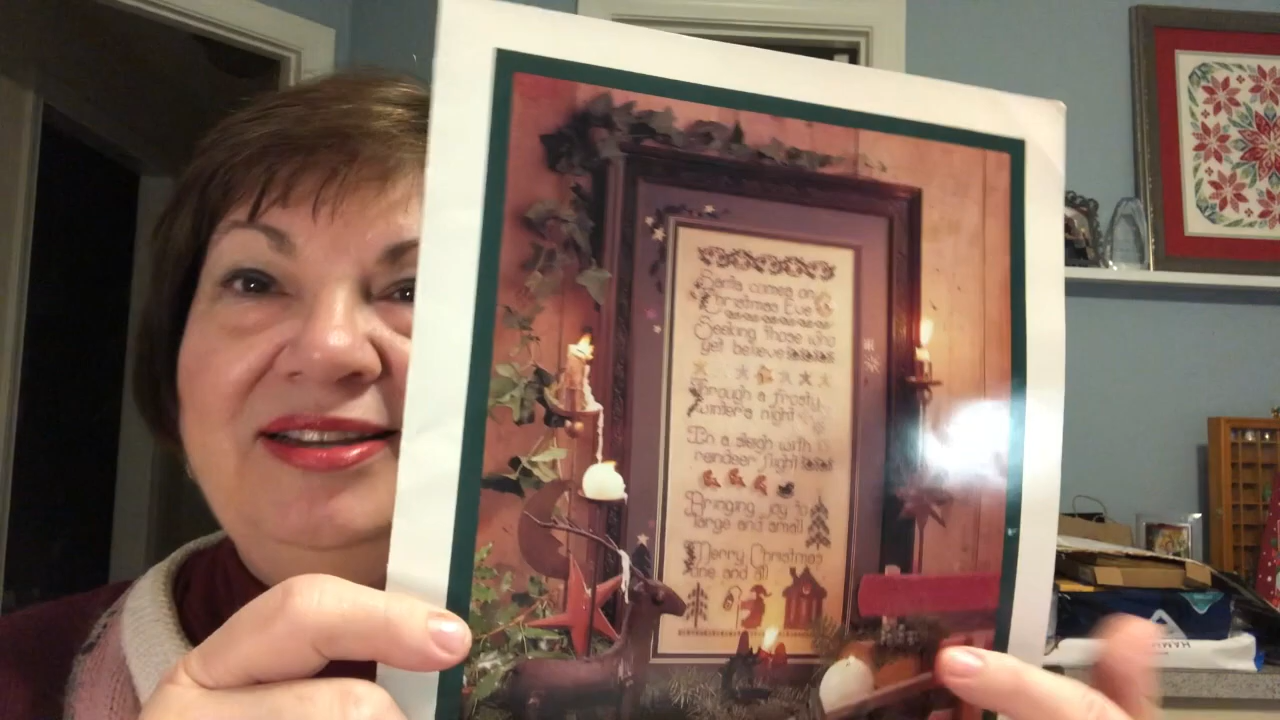 Santa comes on
Christmas Eve
Seeking those who
yet believe
Through a frosty
winter's night
In a sleigh with
reindeer flight
Bringing joy to
large and small
Merry Christmas
one and all
HAMM